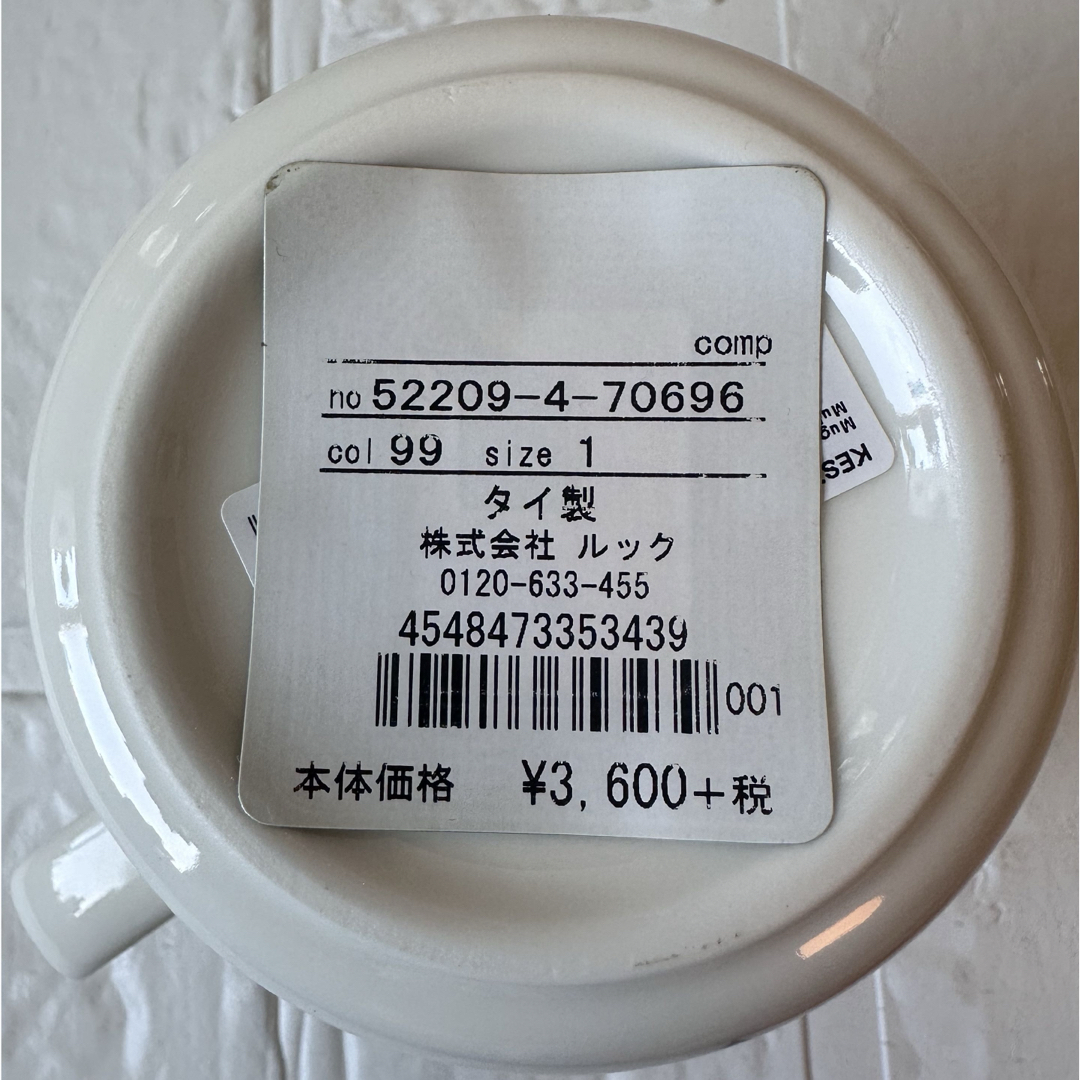 comp
no 52209-4-70696
col 99 size 1
タイ製
株式会社 ルック
0120-633-455
4548473353439
001
本体価格 ¥3,600+税
Mug